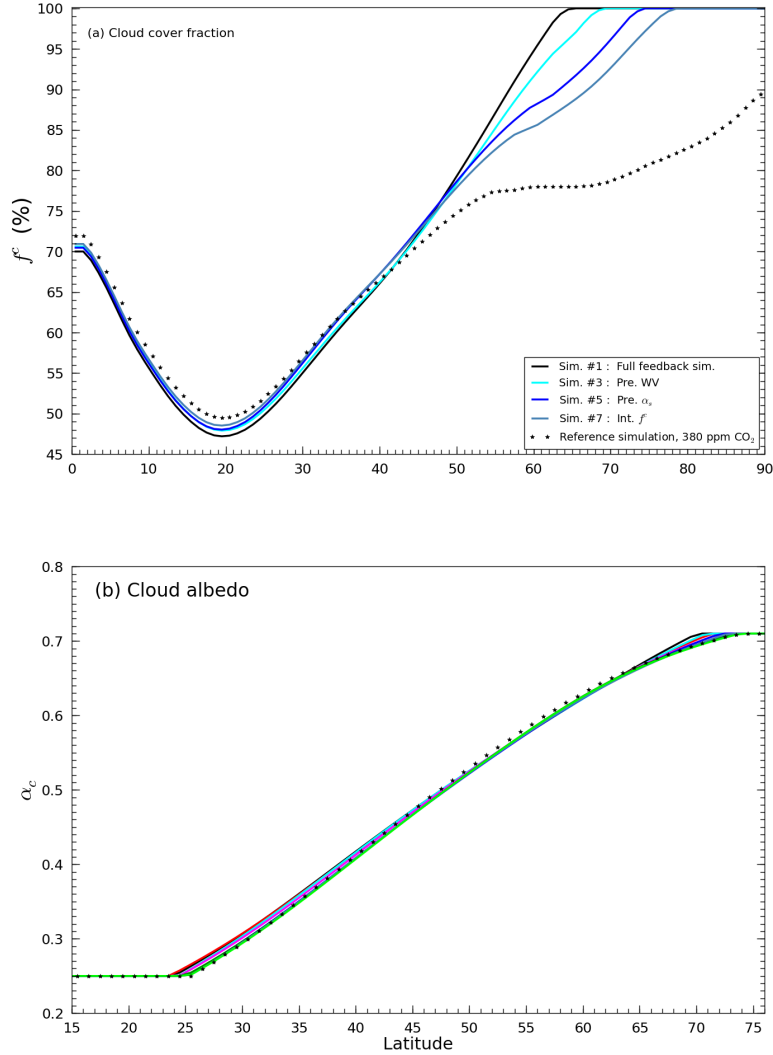 (a) Cloud cover fraction
100
95
90
85
80
75
70
65
60
55
50
45
f^c (%)
Sim. #1 : Full feedback sim.
Sim. #3 : Pre. WV
Sim. #5 : Pre. α_s
Sim. #7 : Int. f^c
Reference simulation, 380 ppm CO₂
0 10 20 30 40 50 60 70 80 90
(b) Cloud albedo
0.8
0.7
0.6
0.5
0.4
0.3
0.2
α_c
15 20 25 30 35 40 45 50 55 60 65 70 75
Latitude